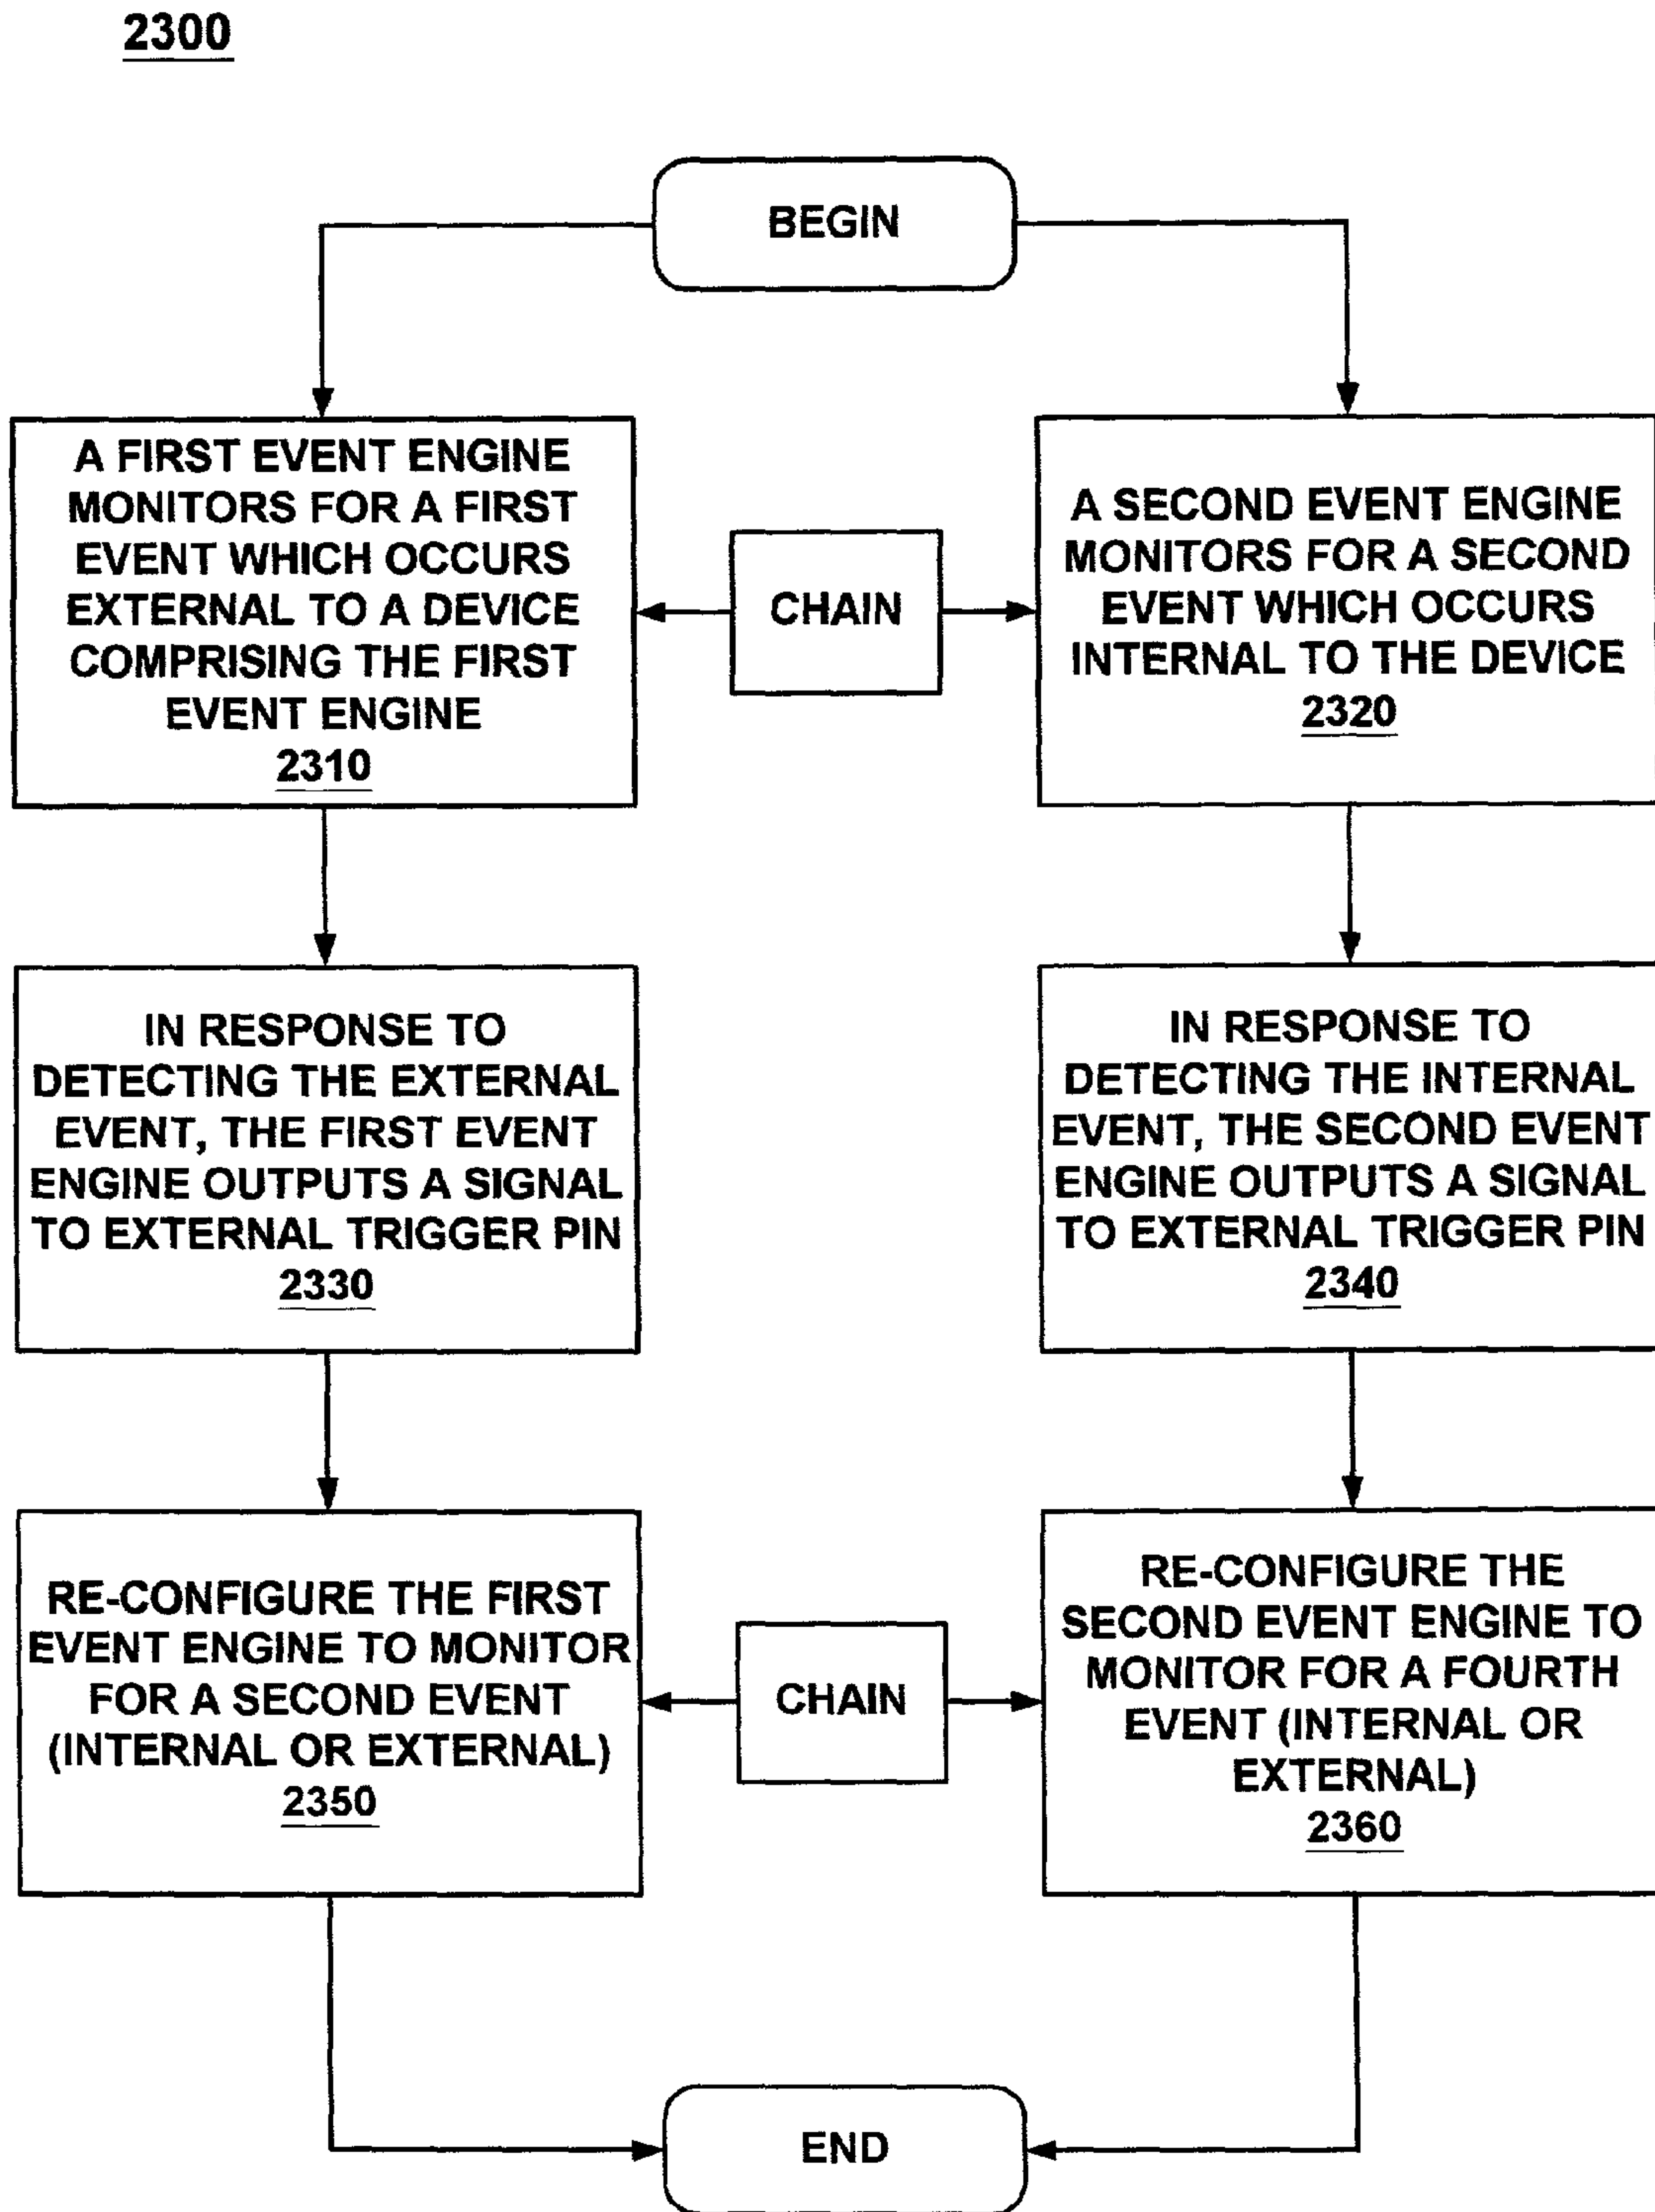 2300
BEGIN
A FIRST EVENT ENGINE
MONITORS FOR A FIRST
EVENT WHICH OCCURS
EXTERNAL TO A DEVICE
COMPRISING THE FIRST
EVENT ENGINE
2310
CHAIN
A SECOND EVENT ENGINE
MONITORS FOR A SECOND
EVENT WHICH OCCURS
INTERNAL TO THE DEVICE
2320
IN RESPONSE TO
DETECTING THE EXTERNAL
EVENT, THE FIRST EVENT
ENGINE OUTPUTS A SIGNAL
TO EXTERNAL TRIGGER PIN
2330
IN RESPONSE TO
DETECTING THE INTERNAL
EVENT, THE SECOND EVENT
ENGINE OUTPUTS A SIGNAL
TO EXTERNAL TRIGGER PIN
2340
RE-CONFIGURE THE FIRST
EVENT ENGINE TO MONITOR
FOR A SECOND EVENT
(INTERNAL OR EXTERNAL)
2350
CHAIN
RE-CONFIGURE THE
SECOND EVENT ENGINE TO
MONITOR FOR A FOURTH
EVENT (INTERNAL OR
EXTERNAL)
2360
END